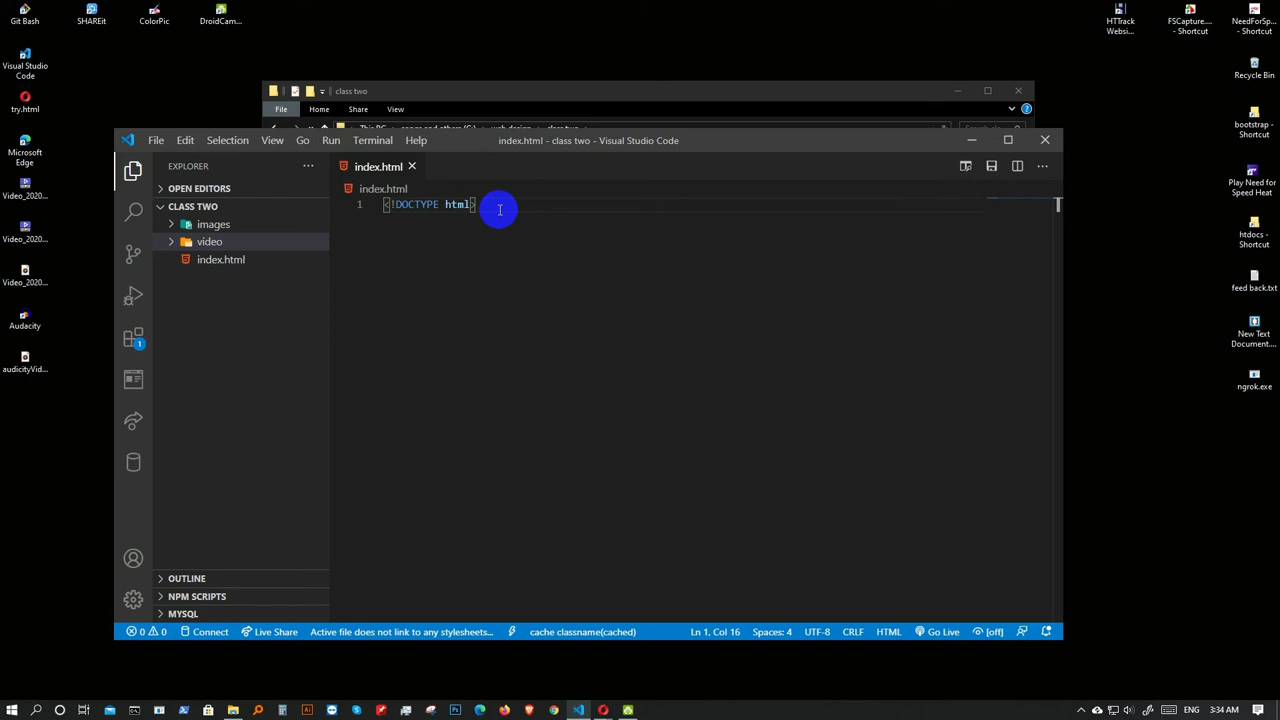 Git Bash
SHAREit
ColorPic
DroidCam...
HTTrack
Websi...
FSCapture....
- Shortcut
NeedForSp...
- Shortcut
Visual Studio
Code
try.html
Microsoft
Edge
Video_2020...
Video_2020...
Video_2020...
Audacity
audicityVid...
Recycle Bin
bootstrap -
Shortcut
Play Need for
Speed Heat
htdocs -
Shortcut
feed back.txt
New Text
Document....
ngrok.exe
class two
File Home Share View
File Edit Selection View Go Run Terminal Help
index.html - class two - Visual Studio Code
EXPLORER
index.html
OPEN EDITORS
index.html
CLASS TWO
1 <!DOCTYPE html>
images
video
index.html
1
OUTLINE
NPM SCRIPTS
MYSQL
0 0 Connect Live Share Active file does not link to any stylesheets... cache classname(cached) Ln 1, Col 16 Spaces: 4 UTF-8 CRLF HTML Go Live [off]
3:34 AM